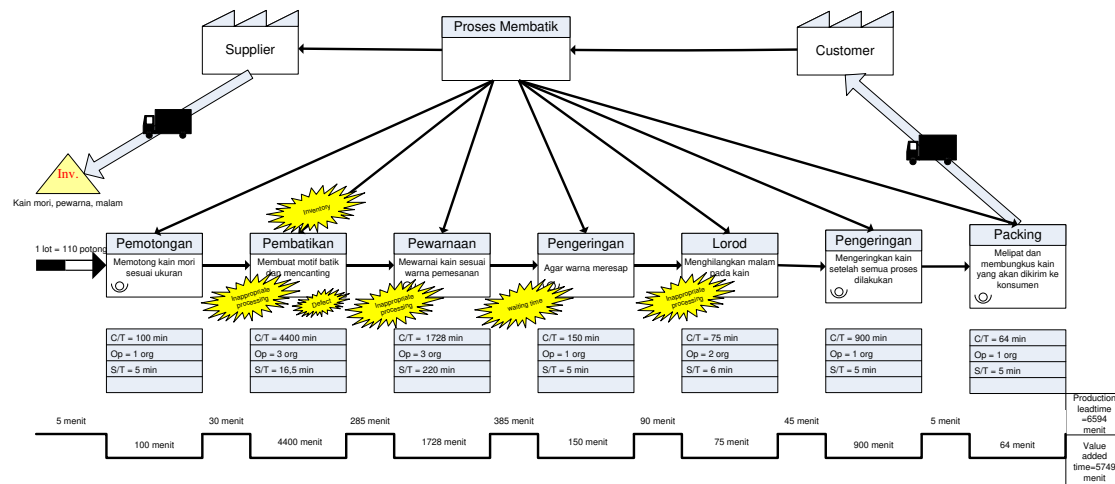 Proses Membatik
Supplier
Customer
Inv.
Kain mori, pewarna, malam
1 lot = 110 potong
Inventory
Pemotongan
Memotong kain mori
sesuai ukuran
Pembatikan
Membuat motif batik
dan mencanting
Pewarnaan
Mewarnai kain sesuai
warna pemesanan
Pengeringan
Agar warna meresap
Lorod
Menghilangkan malam
pada kain
Pengeringan
Mengeringkan kain
setelah semua proses
dilakukan
Packing
Melipat dan
membungkus kain
yang akan dikirim ke
konsumen
Inappropriate
processing
Defect
Inappropriate
processing
waiting time
Inappropriate
processing
C/T = 100 min
Op = 1 org
S/T = 5 min
C/T = 4400 min
Op = 3 org
S/T = 16,5 min
C/T = 1728 min
Op = 3 org
S/T = 220 min
C/T = 150 min
Op = 1 org
S/T = 5 min
C/T = 75 min
Op = 2 org
S/T = 6 min
C/T = 900 min
Op = 1 org
S/T = 5 min
C/T = 64 min
Op = 1 org
S/T = 5 min
5 menit
30 menit
285 menit
385 menit
90 menit
45 menit
5 menit
100 menit
4400 menit
1728 menit
150 menit
75 menit
900 menit
64 menit
Production
leadtime
=6594
menit
Value
added
time=5749
menit